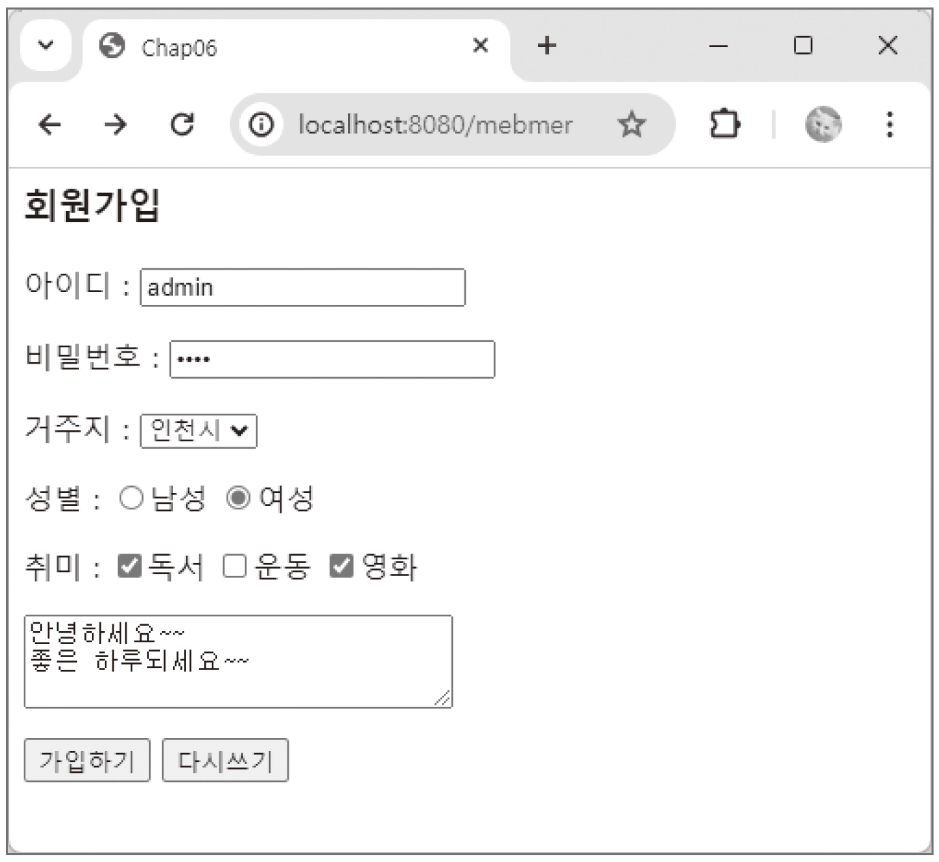 Chap06
localhost:8080/mebmer
회원가입
아이디 : admin
비밀번호 : ••••
거주지 : 인천시
성별 : 남성 여성
취미 : 독서 운동 영화
안녕하세요~~
좋은 하루되세요~~
가입하기 다시쓰기